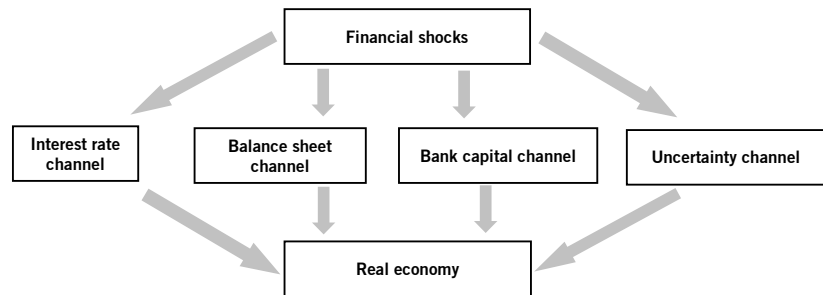 Financial shocks
Interest rate
channel
Balance sheet
channel
Bank capital channel
Uncertainty channel
Real economy